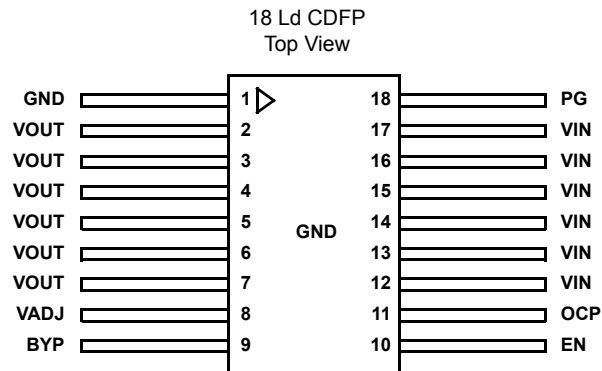 18 Ld CDFP
Top View
GND 1 18 PG
VOUT 2 17 VIN
VOUT 3 16 VIN
VOUT 4 15 VIN
VOUT 5 14 VIN
GND
VOUT 6 13 VIN
VOUT 7 12 VIN
VADJ 8 11 OCP
BYP 9 10 EN